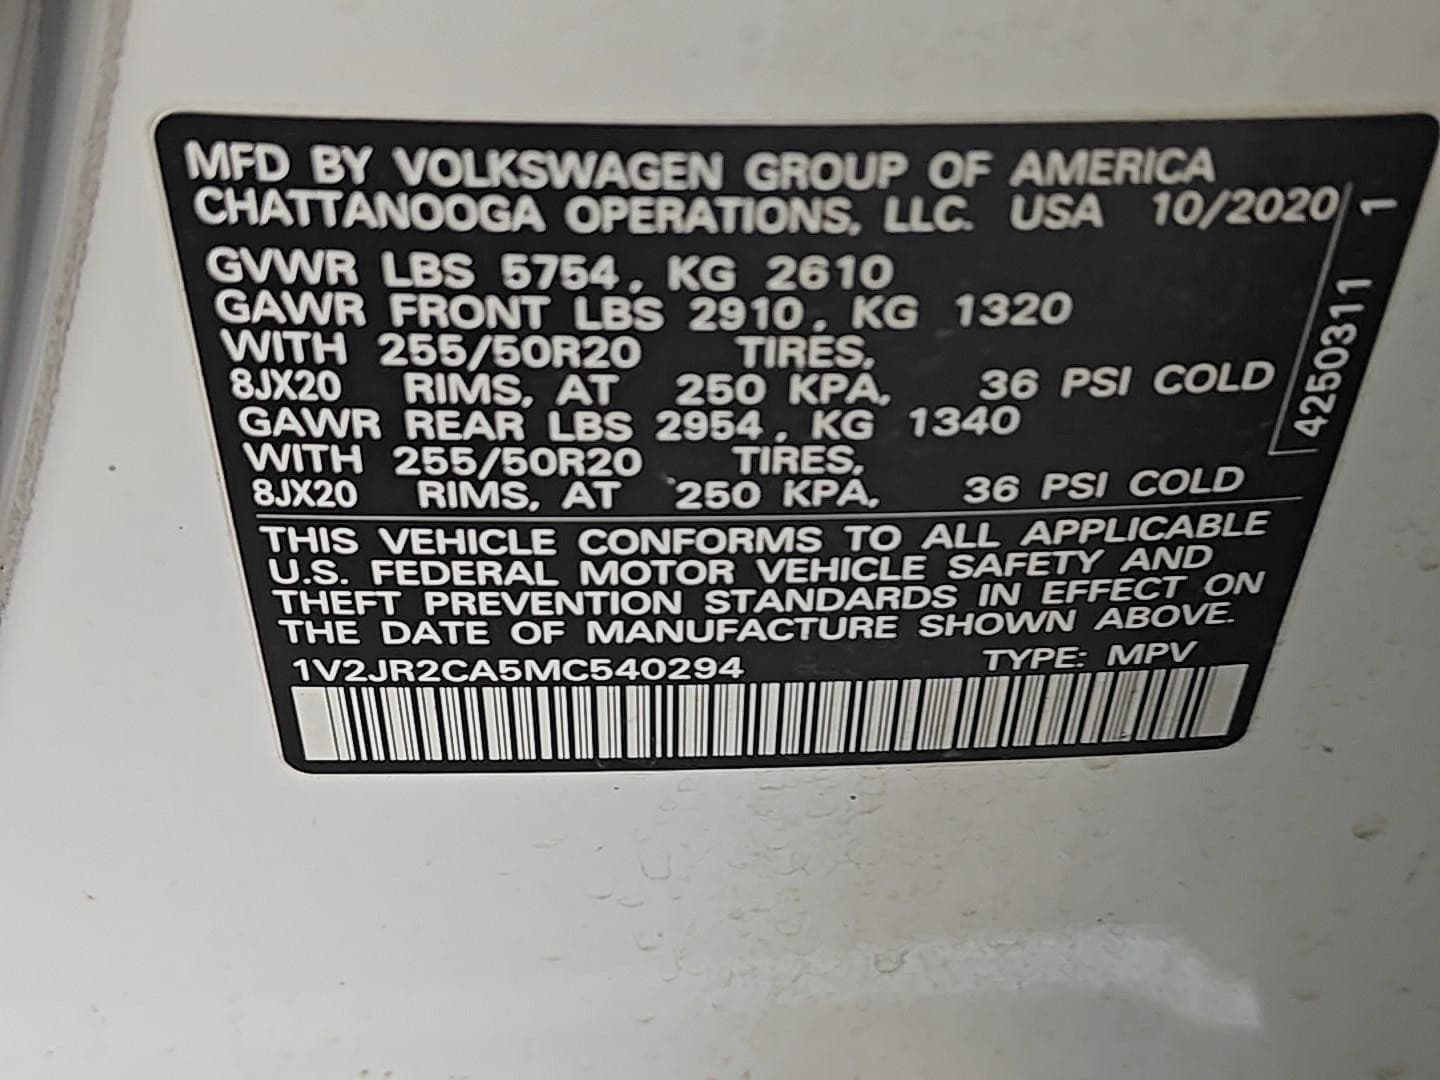 MFD BY VOLKSWAGEN GROUP OF AMERICA
CHATTANOOGA OPERATIONS, LLC. USA 10/2020
GVWR LBS 5754, KG 2610
GAWR FRONT LBS 2910, KG 1320
WITH 255/50R20 TIRES,
8JX20 RIMS, AT 250 KPA, 36 PSI COLD
GAWR REAR LBS 2954, KG 1340
WITH 255/50R20 TIRES,
8JX20 RIMS, AT 250 KPA, 36 PSI COLD
THIS VEHICLE CONFORMS TO ALL APPLICABLE
U.S. FEDERAL MOTOR VEHICLE SAFETY AND
THEFT PREVENTION STANDARDS IN EFFECT ON
THE DATE OF MANUFACTURE SHOWN ABOVE.
1V2JR2CA5MC540294 TYPE: MPV
4250311 1